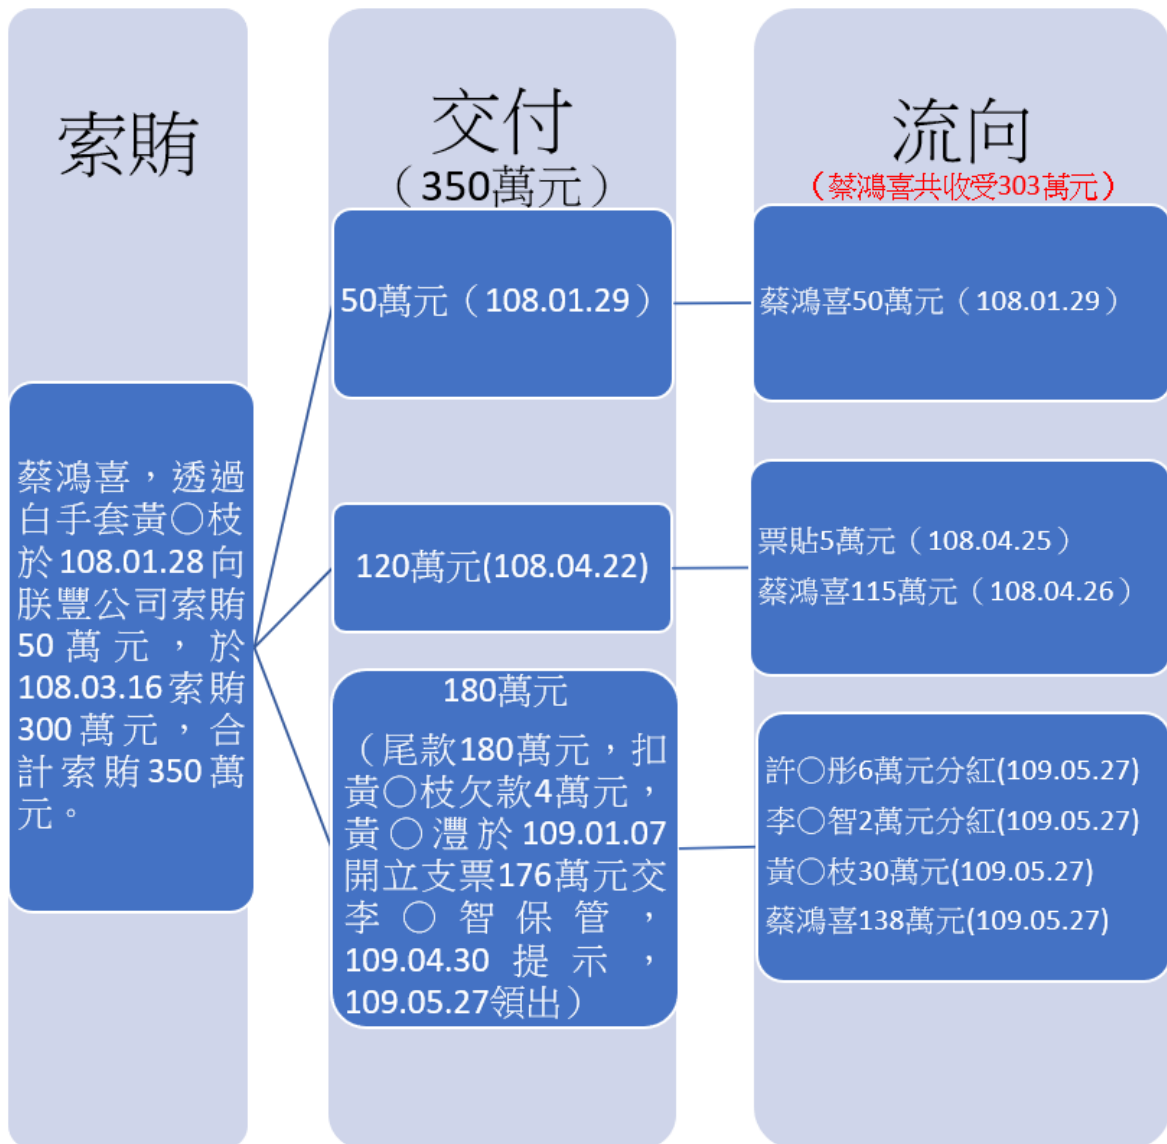 索賄
蔡鴻喜，透過
白手套黃○枝
於108.01.28向
朕豐公司索賄
50萬元，於
108.03.16索賄
300萬元，合
計索賄350萬
元。
交付
（350萬元）
50萬元（108.01.29）
120萬元(108.04.22)
180萬元
（尾款180萬元，扣
黃○枝欠款4萬元，
黃○灃於109.01.07
開立支票176萬元交
李○智保管，
109.04.30提示，
109.05.27領出）
流向
（蔡鴻喜共收受303萬元）
蔡鴻喜50萬元（108.01.29）
票貼5萬元（108.04.25）
蔡鴻喜115萬元（108.04.26）
許○彤6萬元分紅(109.05.27)
李○智2萬元分紅(109.05.27)
黃○枝30萬元(109.05.27)
蔡鴻喜138萬元(109.05.27)